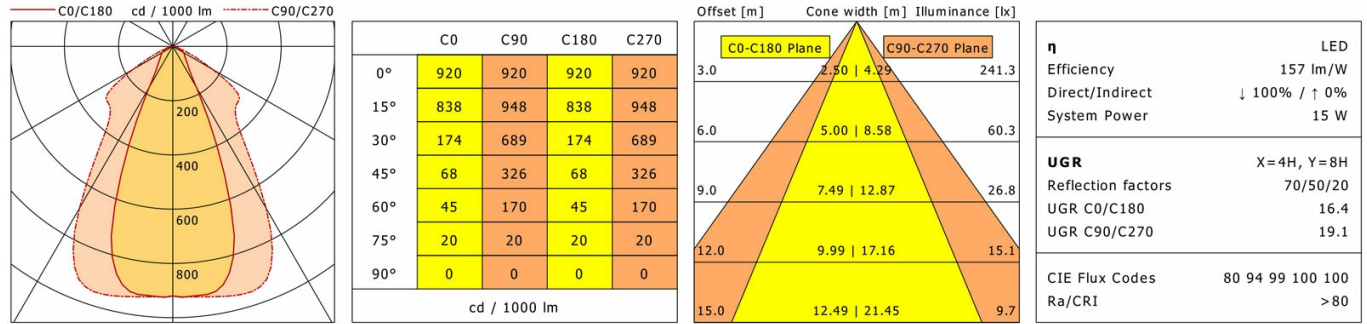 C0/C180 cd / 1000 lm C90/C270
200
400
600
800
C0 C90 C180 C270
0° 920 920 920 920
15° 838 948 838 948
30° 174 689 174 689
45° 68 326 68 326
60° 45 170 45 170
75° 20 20 20 20
90° 0 0 0 0
cd / 1000 lm
Offset [m] Cone width [m] Illuminance [lx]
C0-C180 Plane C90-C270 Plane
3.0 2.50 | 4.29 241.3
6.0 5.00 | 8.58 60.3
9.0 7.49 | 12.87 26.8
12.0 9.99 | 17.16 15.1
15.0 12.49 | 21.45 9.7
η LED
Efficiency 157 lm/W
Direct/Indirect ↓ 100% / ↑ 0%
System Power 15 W
UGR X=4H, Y=8H
Reflection factors 70/50/20
UGR C0/C180 16.4
UGR C90/C270 19.1
CIE Flux Codes 80 94 99 100 100
Ra/CRI >80